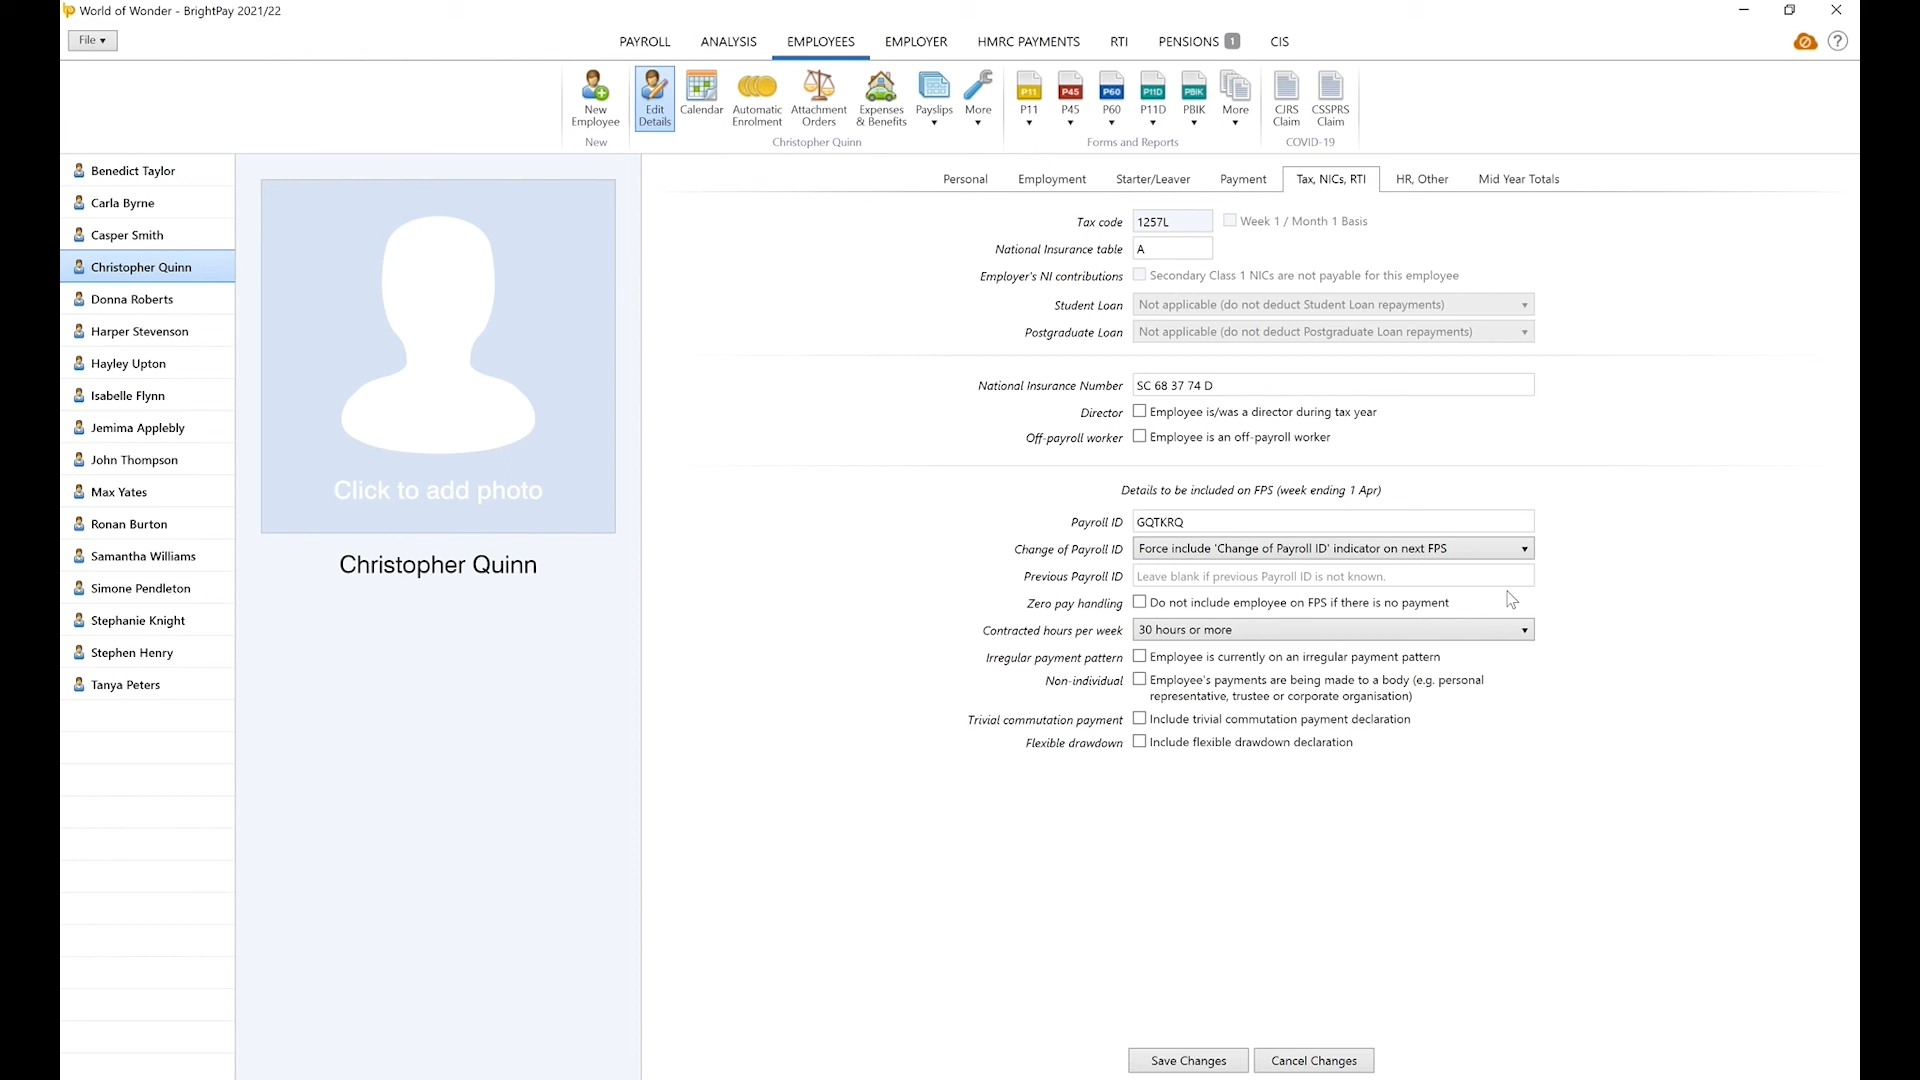 World of Wonder - BrightPay 2021/22
File
PAYROLL
ANALYSIS
EMPLOYEES
EMPLOYER
HMRC PAYMENTS
RTI
PENSIONS 1
CIS
New Employee
Edit Details
Calendar
Automatic Enrolment
Attachment Orders
Expenses & Benefits
Payslips
More
P11
P11
P45
P45
P60
P60
P11D
P11D
PBIK
PBIK
More
CJRS Claim
CSSPRS Claim
New
Christopher Quinn
Forms and Reports
COVID-19
Benedict Taylor
Carla Byrne
Casper Smith
Christopher Quinn
Donna Roberts
Harper Stevenson
Hayley Upton
Isabelle Flynn
Jemima Applebly
John Thompson
Max Yates
Ronan Burton
Samantha Williams
Simone Pendleton
Stephanie Knight
Stephen Henry
Tanya Peters
Click to add photo
Christopher Quinn
Personal
Employment
Starter/Leaver
Payment
Tax, NICs, RTI
HR, Other
Mid Year Totals
Tax code 1257L Week 1 / Month 1 Basis
National Insurance table A
Employer's NI contributions Secondary Class 1 NICs are not payable for this employee
Student Loan Not applicable (do not deduct Student Loan repayments)
Postgraduate Loan Not applicable (do not deduct Postgraduate Loan repayments)
National Insurance Number SC 68 37 74 D
Director Employee is/was a director during tax year
Off-payroll worker Employee is an off-payroll worker
Details to be included on FPS (week ending 1 Apr)
Payroll ID GQTKRQ
Change of Payroll ID Force include 'Change of Payroll ID' indicator on next FPS
Previous Payroll ID Leave blank if previous Payroll ID is not known.
Zero pay handling Do not include employee on FPS if there is no payment
Contracted hours per week 30 hours or more
Irregular payment pattern Employee is currently on an irregular payment pattern
Non-individual Employee's payments are being made to a body (e.g. personal
representative, trustee or corporate organisation)
Trivial commutation payment Include trivial commutation payment declaration
Flexible drawdown Include flexible drawdown declaration
Save Changes
Cancel Changes